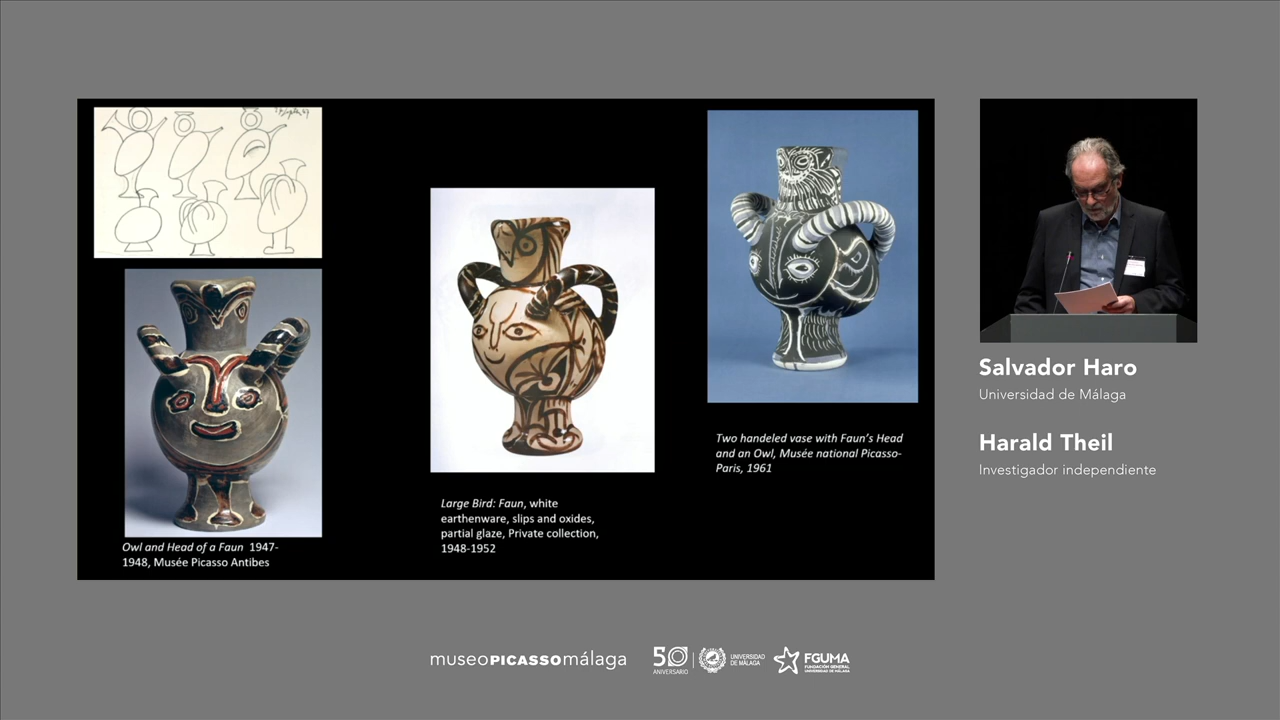 Owl and Head of a Faun 1947-
1948, Musée Picasso Antibes
Large Bird: Faun, white
earthenware, slips and oxides,
partial glaze, Private collection,
1948-1952
Two handeled vase with Faun's Head
and an Owl, Musée national Picasso-
Paris, 1961
Salvador Haro
Universidad de Málaga
Harald Theil
Investigador independiente
museoPICASSOmálaga
50
ANIVERSARIO
UNIVERSIDAD
DE MÁLAGA
FGUMA
FUNDACIÓN GENERAL
UNIVERSIDAD DE MÁLAGA